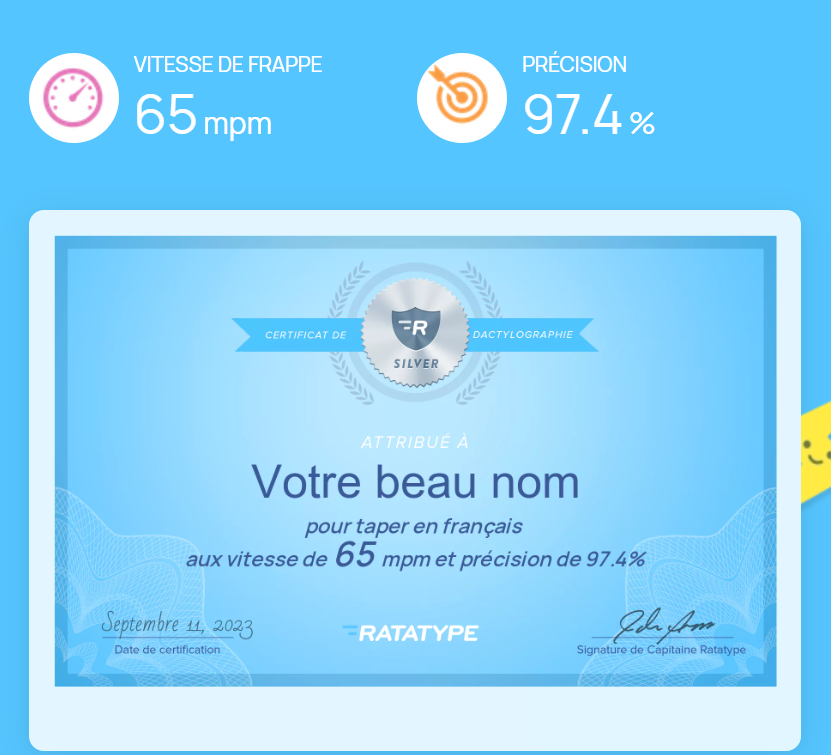 VITESSE DE FRAPPE
65 mpm
PRÉCISION
97.4 %
CERTIFICAT DE
R
SILVER
DACTYLOGRAPHIE
ATTRIBUÉ À
Votre beau nom
pour taper en français
aux vitesse de 65 mpm et précision de 97.4%
Septembre 11, 2023
Date de certification
RATATYPE
Signature de Capitaine Ratatype